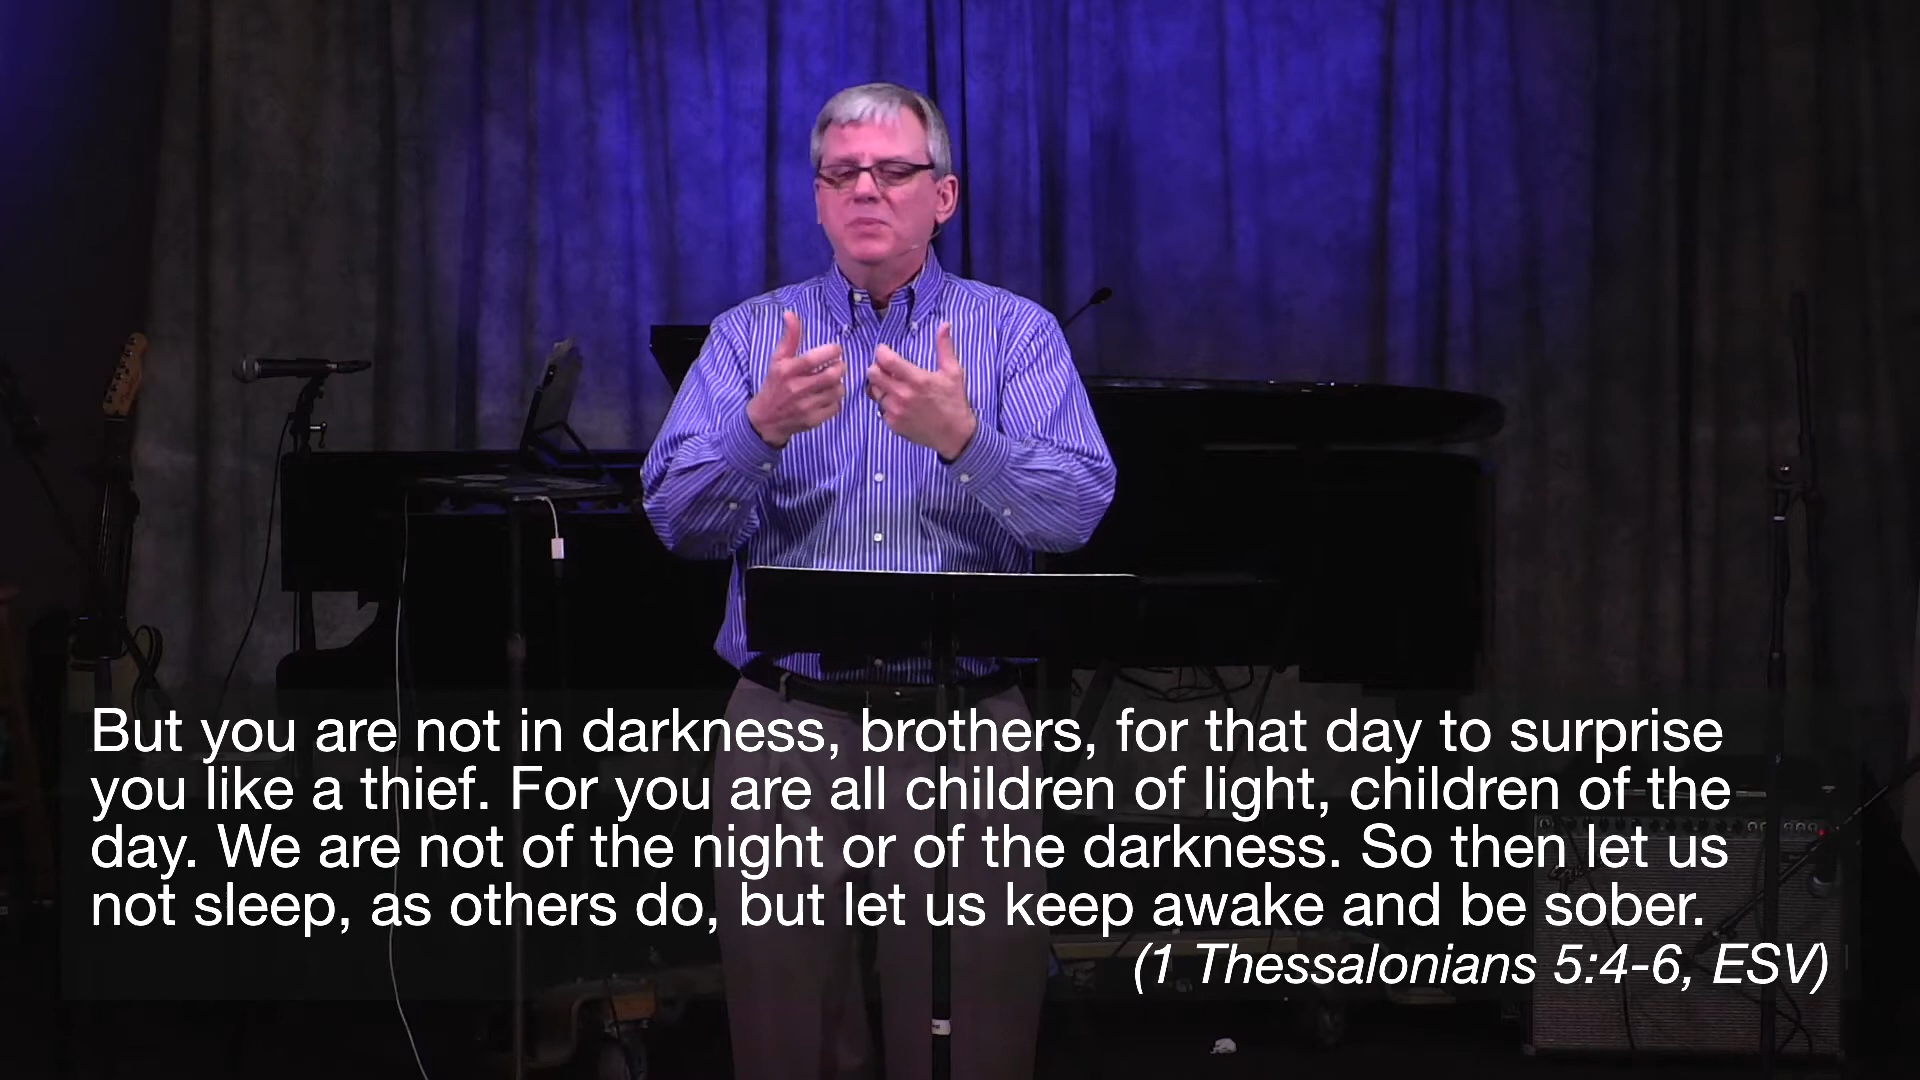 But you are not in darkness, brothers, for that day to surprise
you like a thief. For you are all children of light, children of the
day. We are not of the night or of the darkness. So then let us
not sleep, as others do, but let us keep awake and be sober.
(1 Thessalonians 5:4-6, ESV)